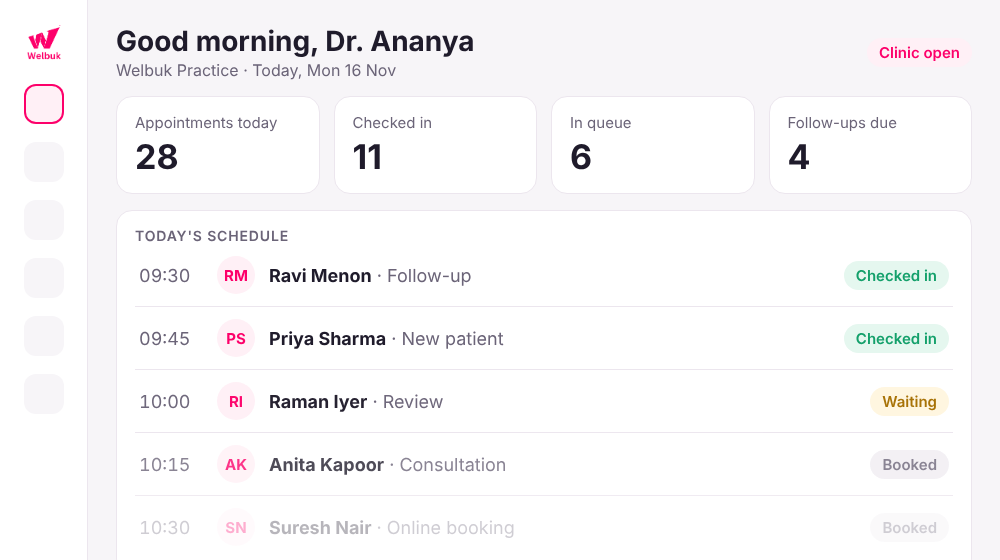 Welbuk
Good morning, Dr. Ananya
Welbuk Practice · Today, Mon 16 Nov
Clinic open
Appointments today
28
Checked in
11
In queue
6
Follow-ups due
4
TODAY'S SCHEDULE
09:30 RM Ravi Menon · Follow-up Checked in
09:45 PS Priya Sharma · New patient Checked in
10:00 RI Raman Iyer · Review Waiting
10:15 AK Anita Kapoor · Consultation Booked
10:30 SN Suresh Nair · Online booking Booked